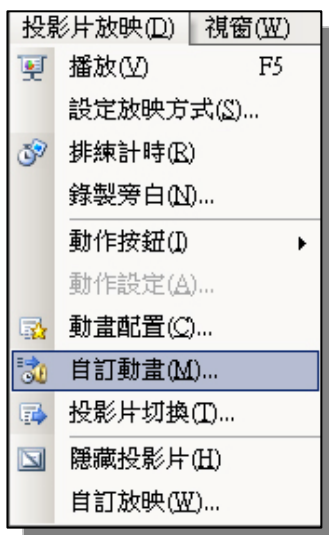 投影片放映(D) 視窗(W)
播放(V) F5
設定放映方式(S)...
排練計時(R)
錄製旁白(N)...
動作按鈕(I)
動作設定(A)...
動畫配置(C)...
自訂動畫(M)...
投影片切換(T)...
隱藏投影片(H)
自訂放映(W)...